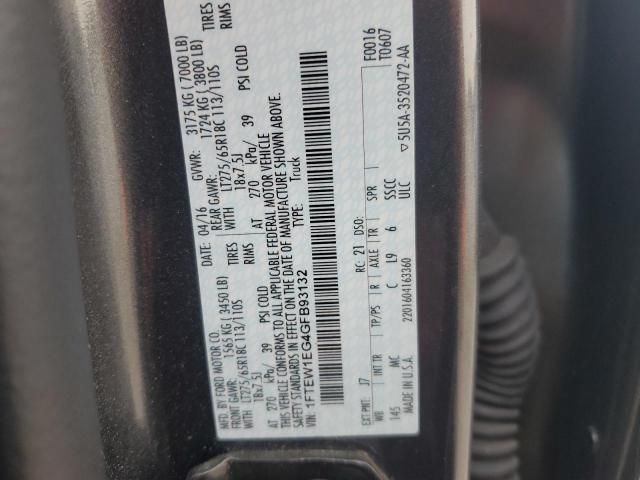 MFD. BY FORD MOTOR CO.
DATE: 04/16 GVWR: 3175 KG ( 7000 LB)
FRONT GAWR: 1565 KG ( 3450 LB) REAR GAWR: 1724 KG ( 3800 LB)
LT275/65R18C 113/110S TIRES WITH LT275/65R18C 113/110S TIRES
18x7.5J RIMS 18x7.5J RIMS
AT 270 kPa/ 39 PSI COLD AT 270 kPa/ 39 PSI COLD
THIS VEHICLE CONFORMS TO ALL APPLICABLE FEDERAL MOTOR VEHICLE
SAFETY STANDARDS IN EFFECT ON THE DATE OF MANUFACTURE SHOWN ABOVE.
VIN: 1FTEW1EG4GFB93132 TYPE: Truck
F0016
T0607
EXT PNT: J7 RC: 21 DSO:
WB INT TR TP/PS R AXLE TR SPR
145 MC C L9 6 SSCC
MADE IN U.S.A. 2201604163360 ULC
▽5U5A-3520472-AA